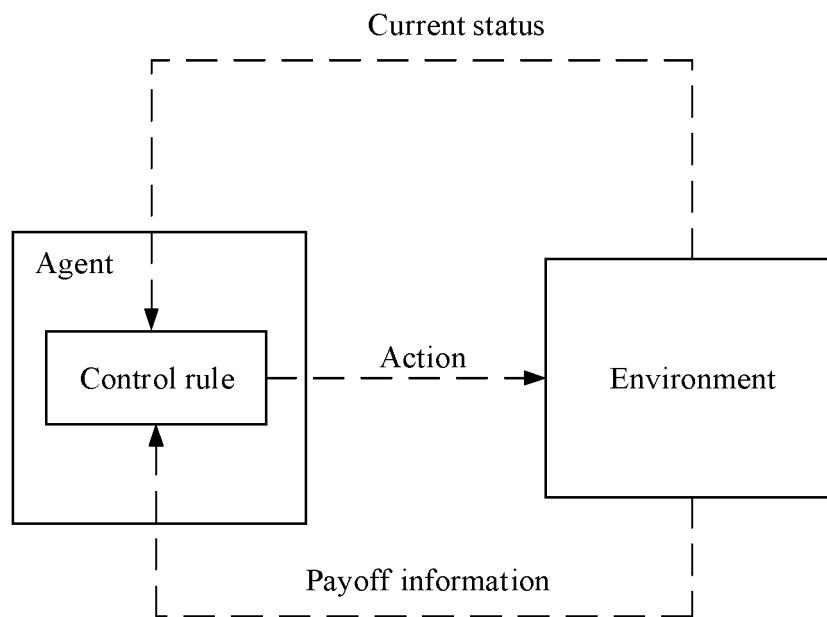 Current status
Agent
Action
Control rule
Environment
Payoff information